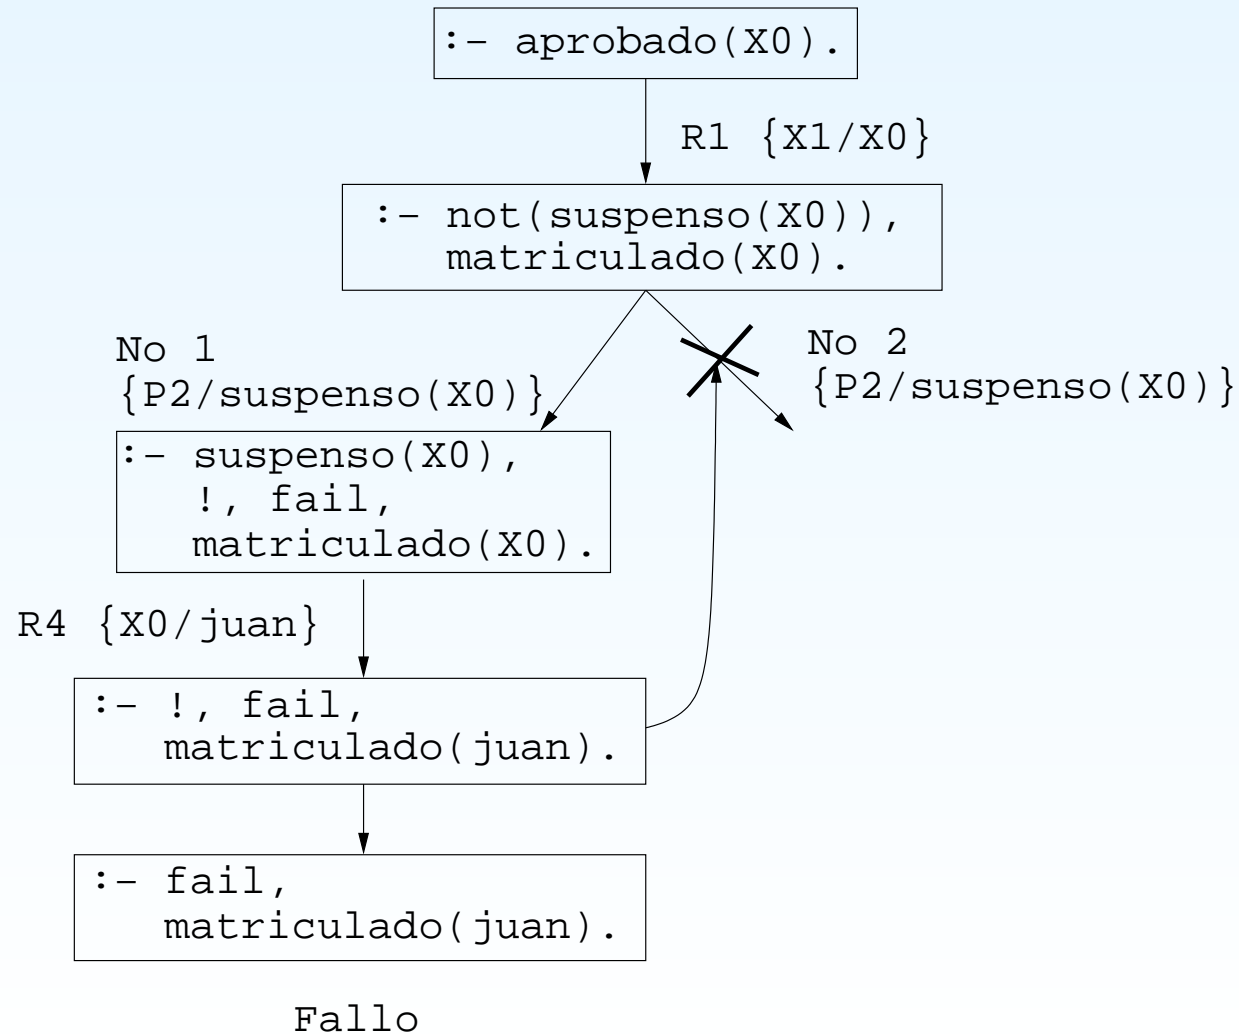 :- aprobado(X0).
R1 {X1/X0}
:- not(suspenso(X0)),
matriculado(X0).
No 1
{P2/suspenso(X0)}
No 2
{P2/suspenso(X0)}
:- suspenso(X0),
!, fail,
matriculado(X0).
R4 {X0/juan}
:- !, fail,
matriculado(juan).
:- fail,
matriculado(juan).
Fallo